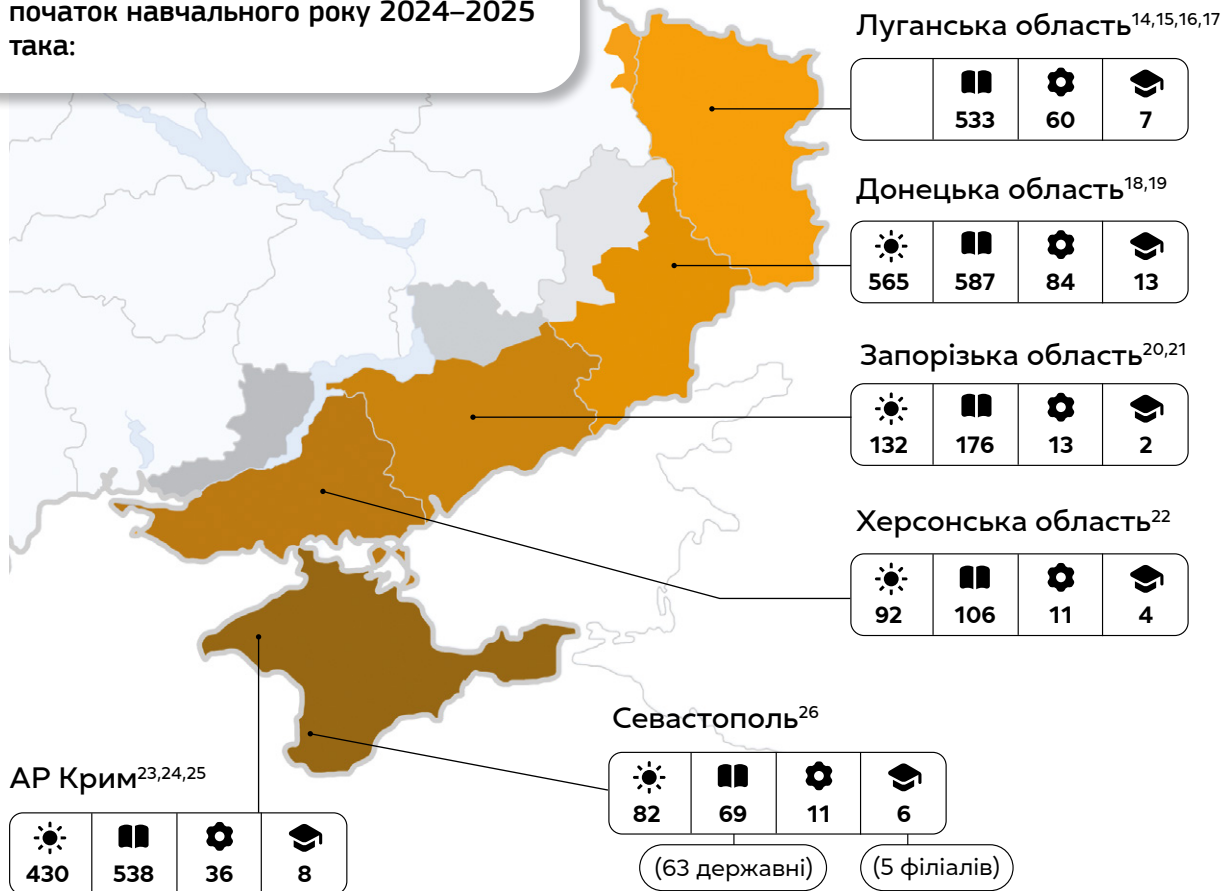 початок навчального року 2024–2025
така:
Луганська область14,15,16,17
533 60 7
Донецька область18,19
565 587 84 13
Запорізька область20,21
132 176 13 2
Херсонська область22
92 106 11 4
Севастополь26
82 69 11 6
(63 державні) (5 філіалів)
АР Крим23,24,25
430 538 36 8